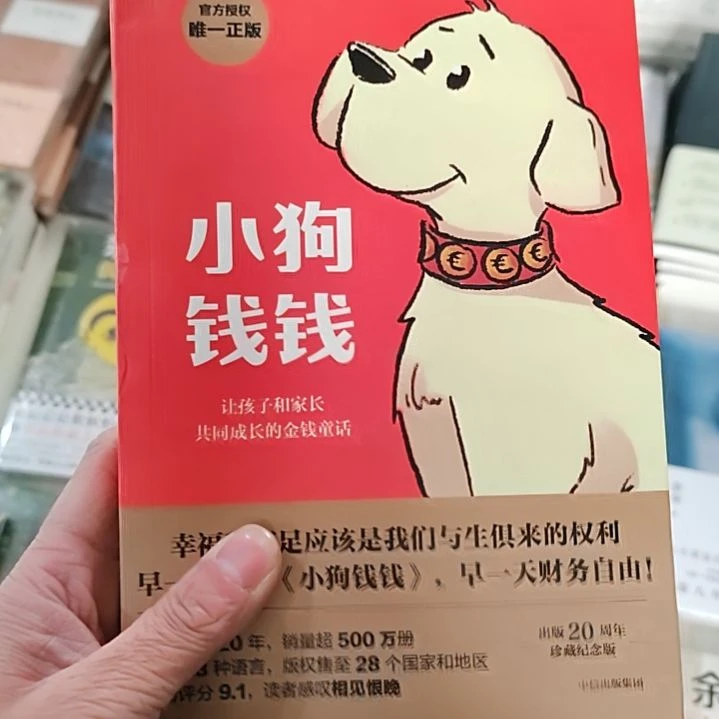 官方授权
唯一正版
小狗
钱钱
让孩子和家长
共同成长的金钱童话
€ € €
幸福 足应该是我们与生俱来的权利
早一 《小狗钱钱》，早一天财务自由！
0年，销量超500万册
种语言，版权售至28个国家和地区
评分9.1，读者感叹相见恨晚
出版20周年
珍藏纪念版
中信出版集团
余